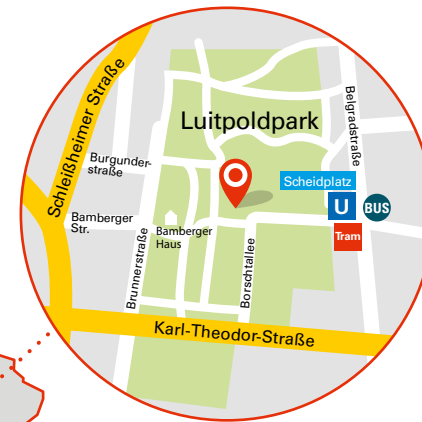 Schleißheimer Straße
Luitpoldpark
Belgradstraße
Burgunder-
straße
Scheidplatz
U
BUS
Tram
Bamberger
Str.
Bamberger
Haus
Brunnerstraße
Borschtallee
Karl-Theodor-Straße